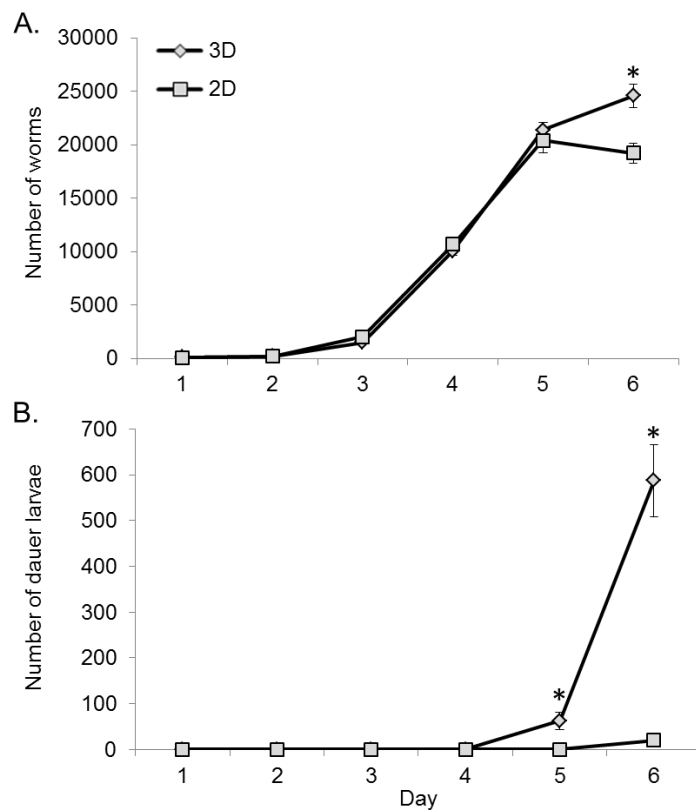 A.
Number of worms
30000
25000
20000
15000
10000
5000
0
3D
2D
*
1 2 3 4 5 6
B.
Number of dauer larvae
700
600
500
400
300
200
100
0
*
*
1 2 3 4 5 6
Day